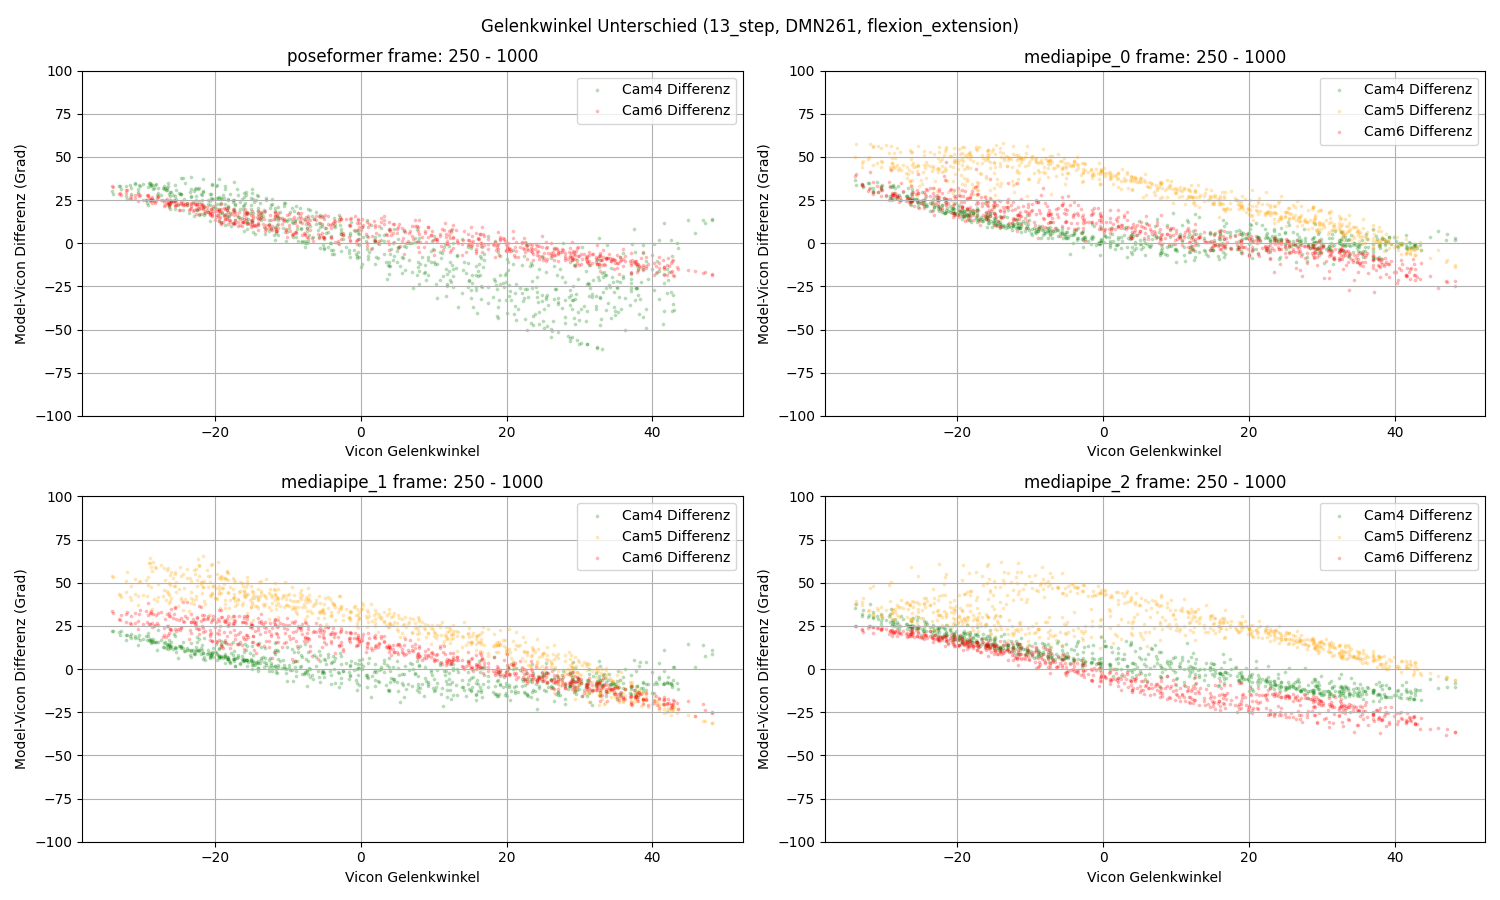 Gelenkwinkel Unterschied (13_step, DMN261, flexion_extension)
poseformer frame: 250 - 1000
Model-Vicon Differenz (Grad)
100
75
50
25
0
−25
−50
−75
−100
Cam4 Differenz
Cam6 Differenz
−20
0
20
40
Vicon Gelenkwinkel
mediapipe_0 frame: 250 - 1000
Model-Vicon Differenz (Grad)
100
75
50
25
0
−25
−50
−75
−100
Cam4 Differenz
Cam5 Differenz
Cam6 Differenz
−20
0
20
40
Vicon Gelenkwinkel
mediapipe_1 frame: 250 - 1000
Model-Vicon Differenz (Grad)
100
75
50
25
0
−25
−50
−75
−100
Cam4 Differenz
Cam5 Differenz
Cam6 Differenz
−20
0
20
40
Vicon Gelenkwinkel
mediapipe_2 frame: 250 - 1000
Model-Vicon Differenz (Grad)
100
75
50
25
0
−25
−50
−75
−100
Cam4 Differenz
Cam5 Differenz
Cam6 Differenz
−20
0
20
40
Vicon Gelenkwinkel